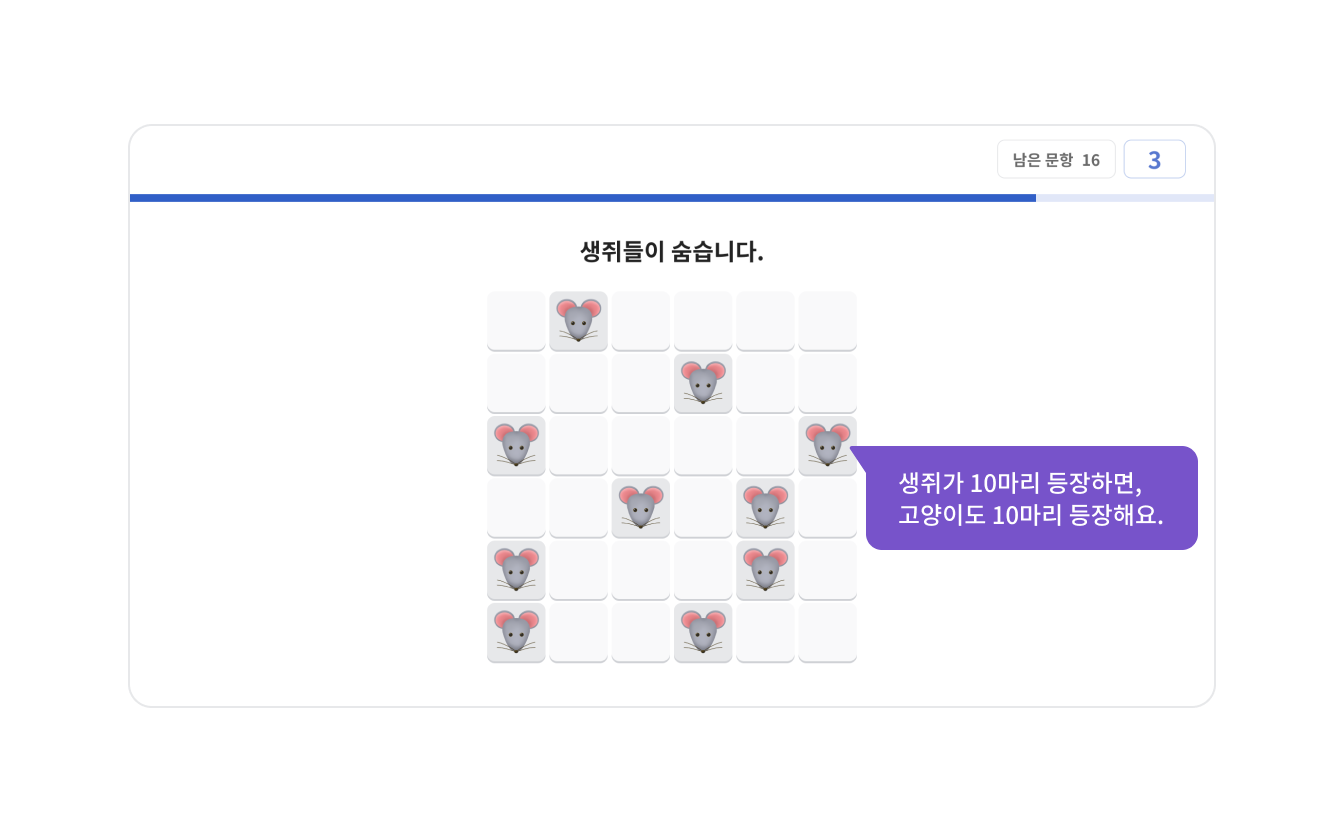 남은 문항 16
3
생쥐들이 숨습니다.
생쥐가 10마리 등장하면,
고양이도 10마리 등장해요.